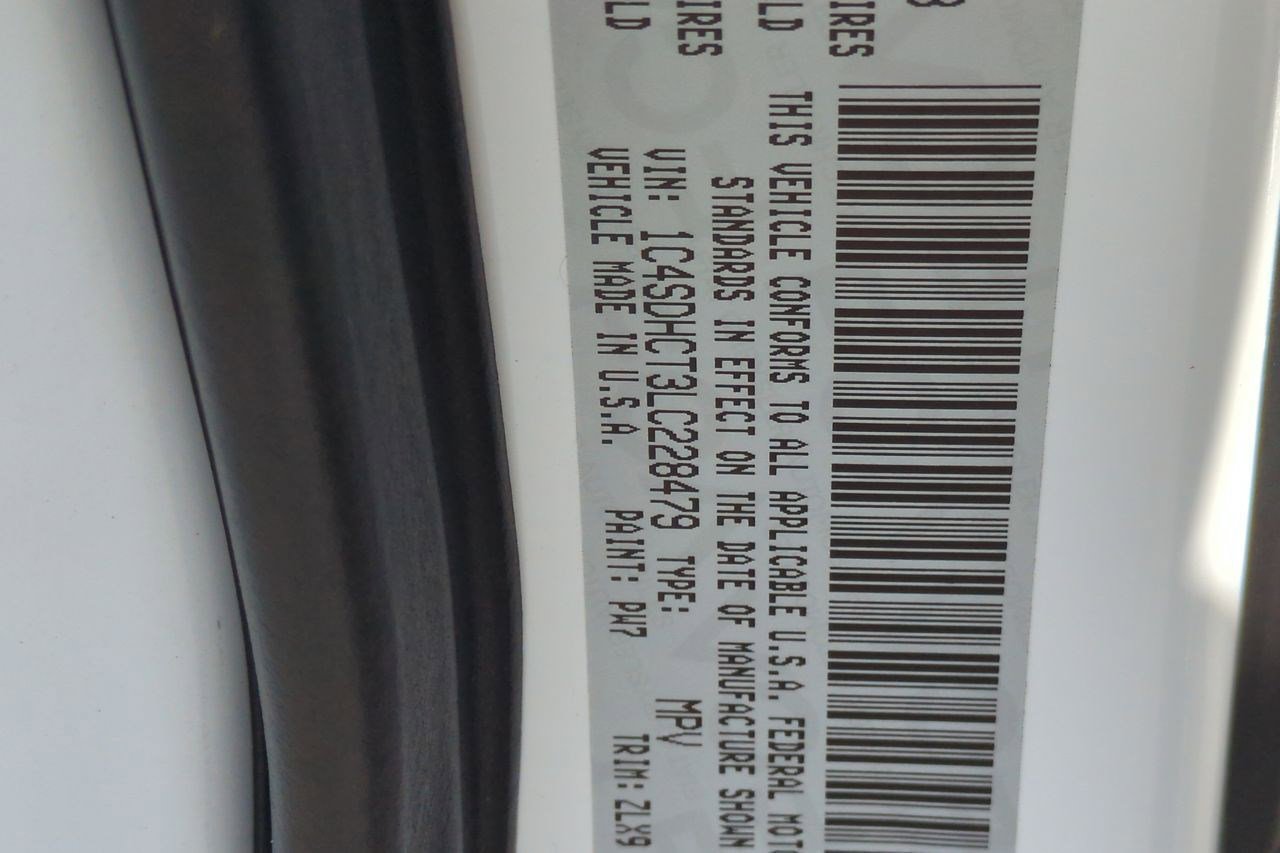 3
IRES
LD
IRES
LD
THIS VEHICLE CONFORMS TO ALL APPLICABLE U.S.A. FEDERAL MOTO
STANDARDS IN EFFECT ON THE DATE OF MANUFACTURE SHOWN
VIN: 1C4SDHCT3LC228479 TYPE: MPV
VEHICLE MADE IN U.S.A. PAINT: PW7 TRIM: ZLX9